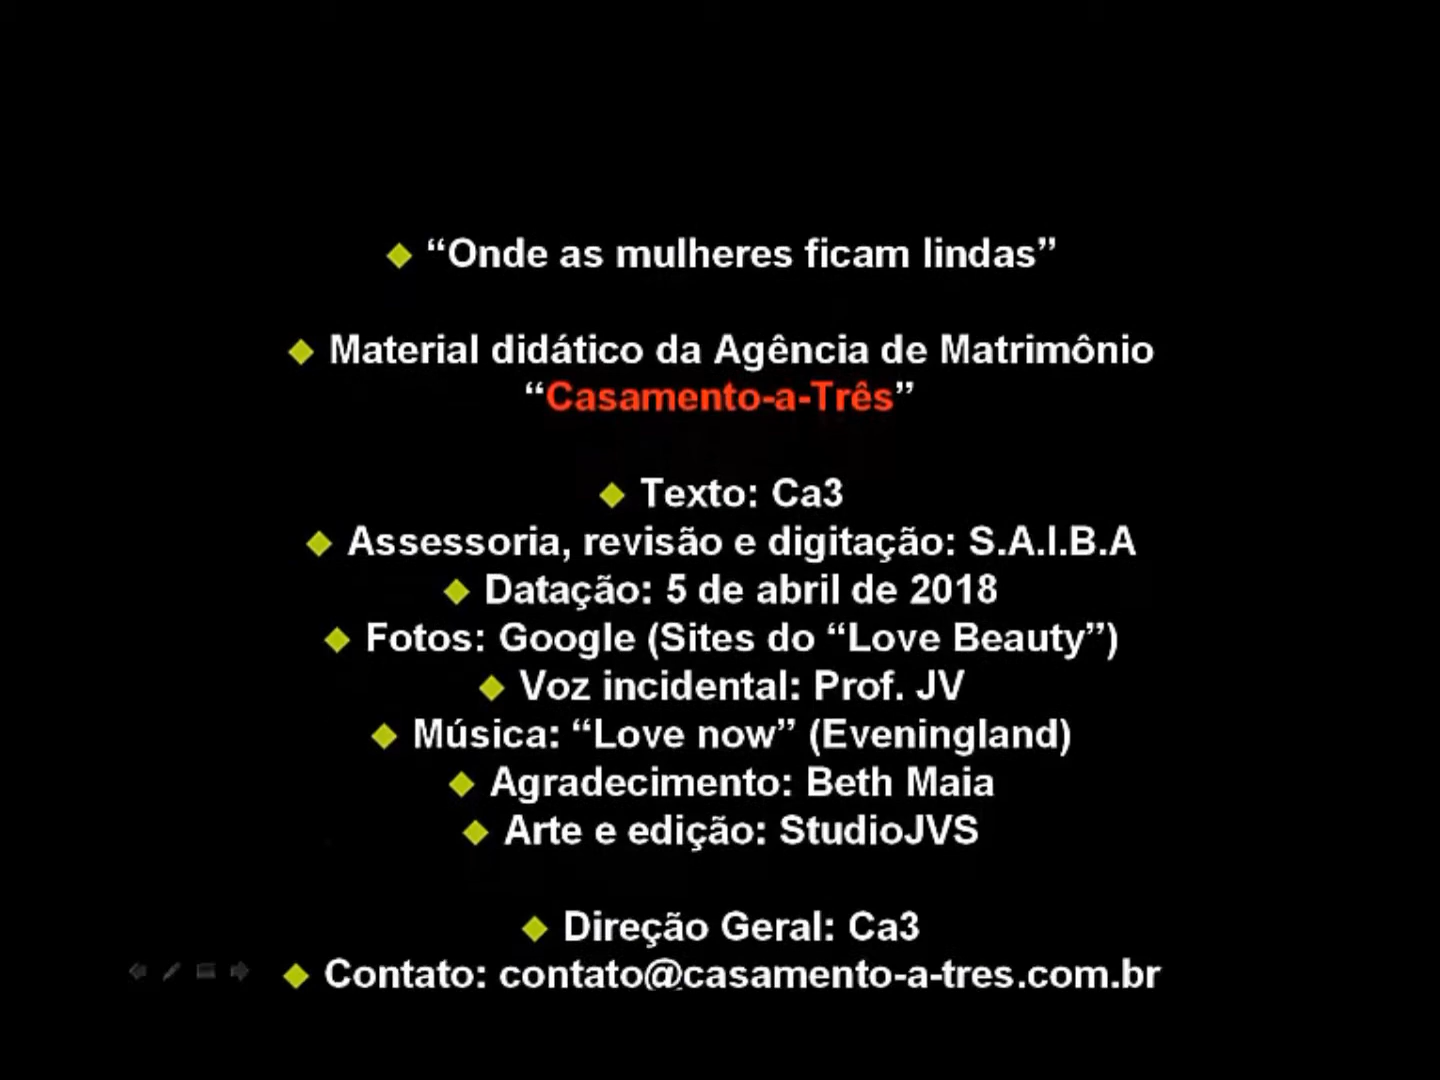 “Onde as mulheres ficam lindas”
Material didático da Agência de Matrimônio
“Casamento-a-Três”
Texto: Ca3
Assessoria, revisão e digitação: S.A.I.B.A
Datação: 5 de abril de 2018
Fotos: Google (Sites do “Love Beauty”)
Voz incidental: Prof. JV
Música: “Love now” (Eveningland)
Agradecimento: Beth Maia
Arte e edição: StudioJVS
Direção Geral: Ca3
Contato: contato@casamento-a-tres.com.br